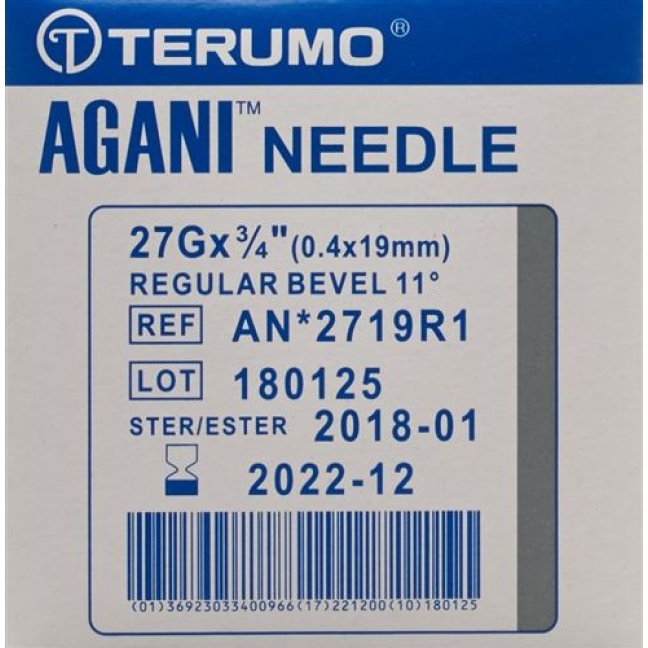 TERUMO®
AGANI™ NEEDLE
27Gx 3/4" (0.4x19mm)
REGULAR BEVEL 11°
REF AN*2719R1
LOT 180125
STER/ESTER 2018-01
2022-12
(01)36923033400966(17)221200(10)180125